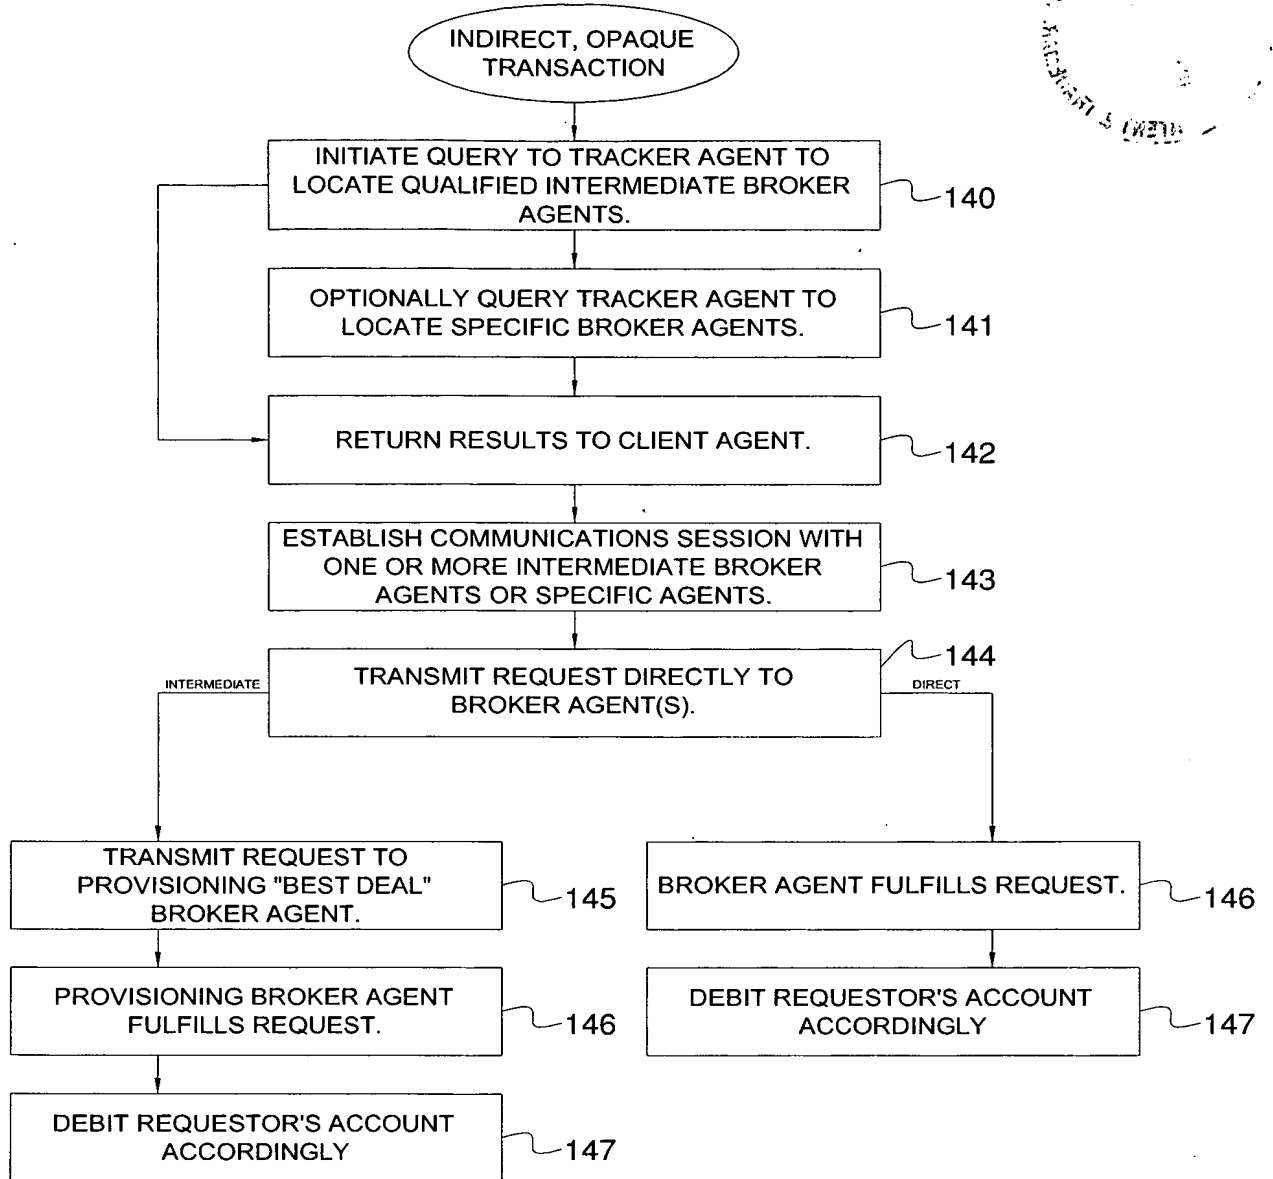 INDIRECT, OPAQUE
TRANSACTION
INITIATE QUERY TO TRACKER AGENT TO
LOCATE QUALIFIED INTERMEDIATE BROKER
AGENTS.
140
OPTIONALLY QUERY TRACKER AGENT TO
LOCATE SPECIFIC BROKER AGENTS.
141
RETURN RESULTS TO CLIENT AGENT.
142
ESTABLISH COMMUNICATIONS SESSION WITH
ONE OR MORE INTERMEDIATE BROKER
AGENTS OR SPECIFIC AGENTS.
143
TRANSMIT REQUEST DIRECTLY TO
BROKER AGENT(S).
144
INTERMEDIATE
DIRECT
TRANSMIT REQUEST TO
PROVISIONING "BEST DEAL"
BROKER AGENT.
145
BROKER AGENT FULFILLS REQUEST.
146
PROVISIONING BROKER AGENT
FULFILLS REQUEST.
146
DEBIT REQUESTOR'S ACCOUNT
ACCORDINGLY
147
DEBIT REQUESTOR'S ACCOUNT
ACCORDINGLY
147